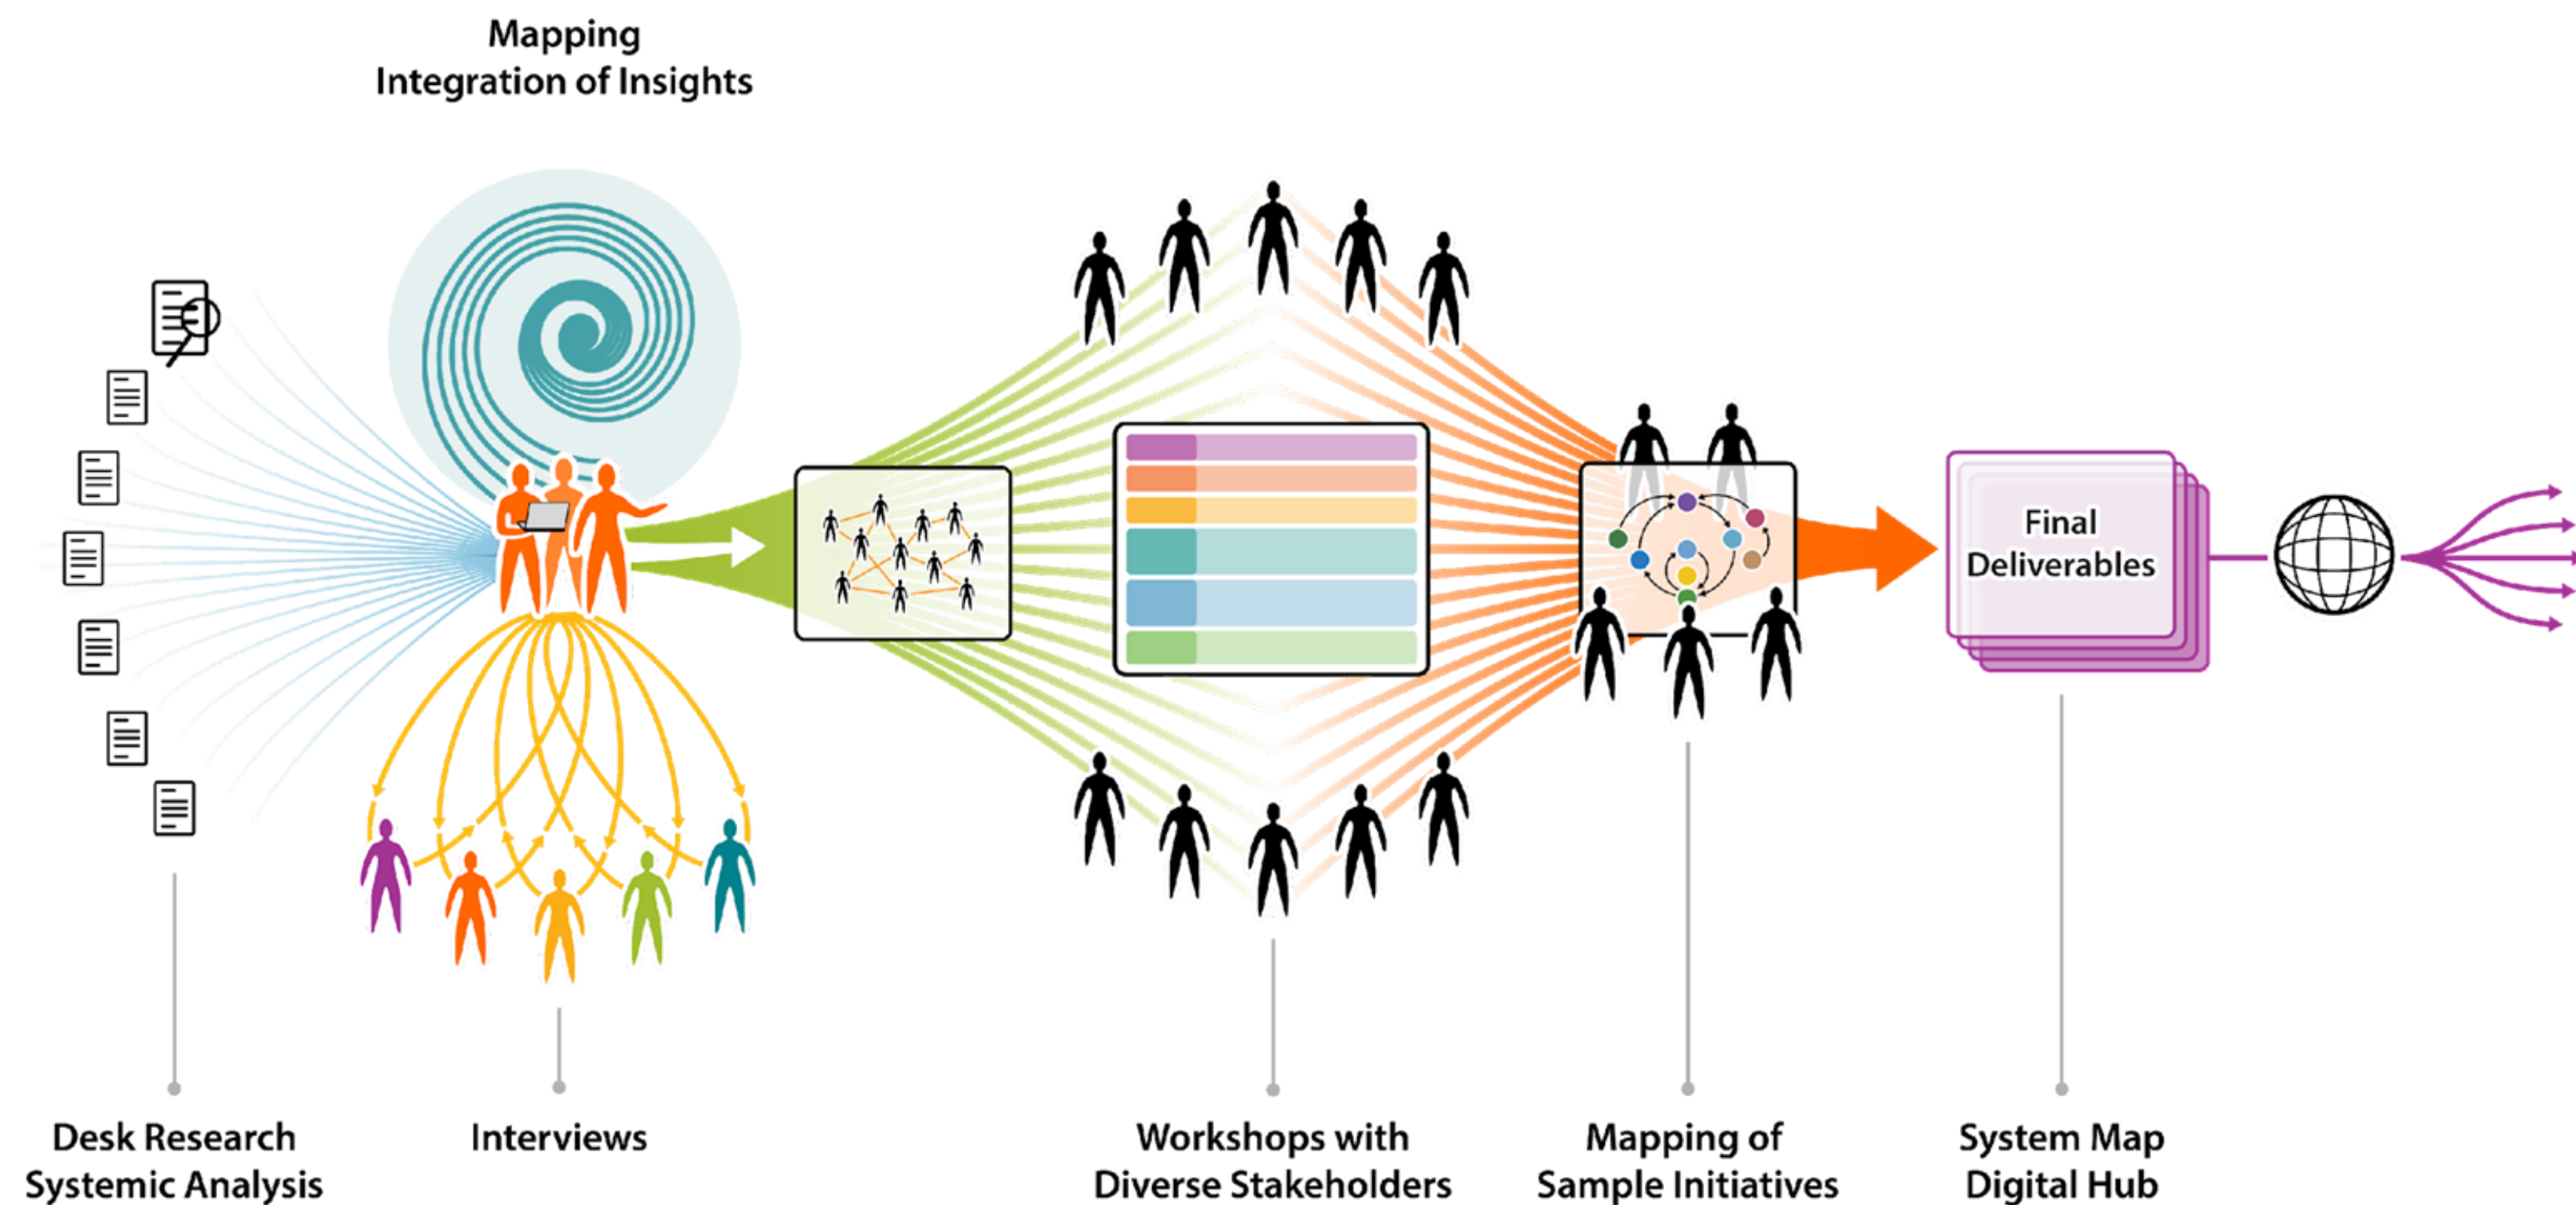 Mapping
Integration of Insights
Final
Deliverables
Desk Research
Systemic Analysis
Interviews
Workshops with
Diverse Stakeholders
Mapping of
Sample Initiatives
System Map
Digital Hub